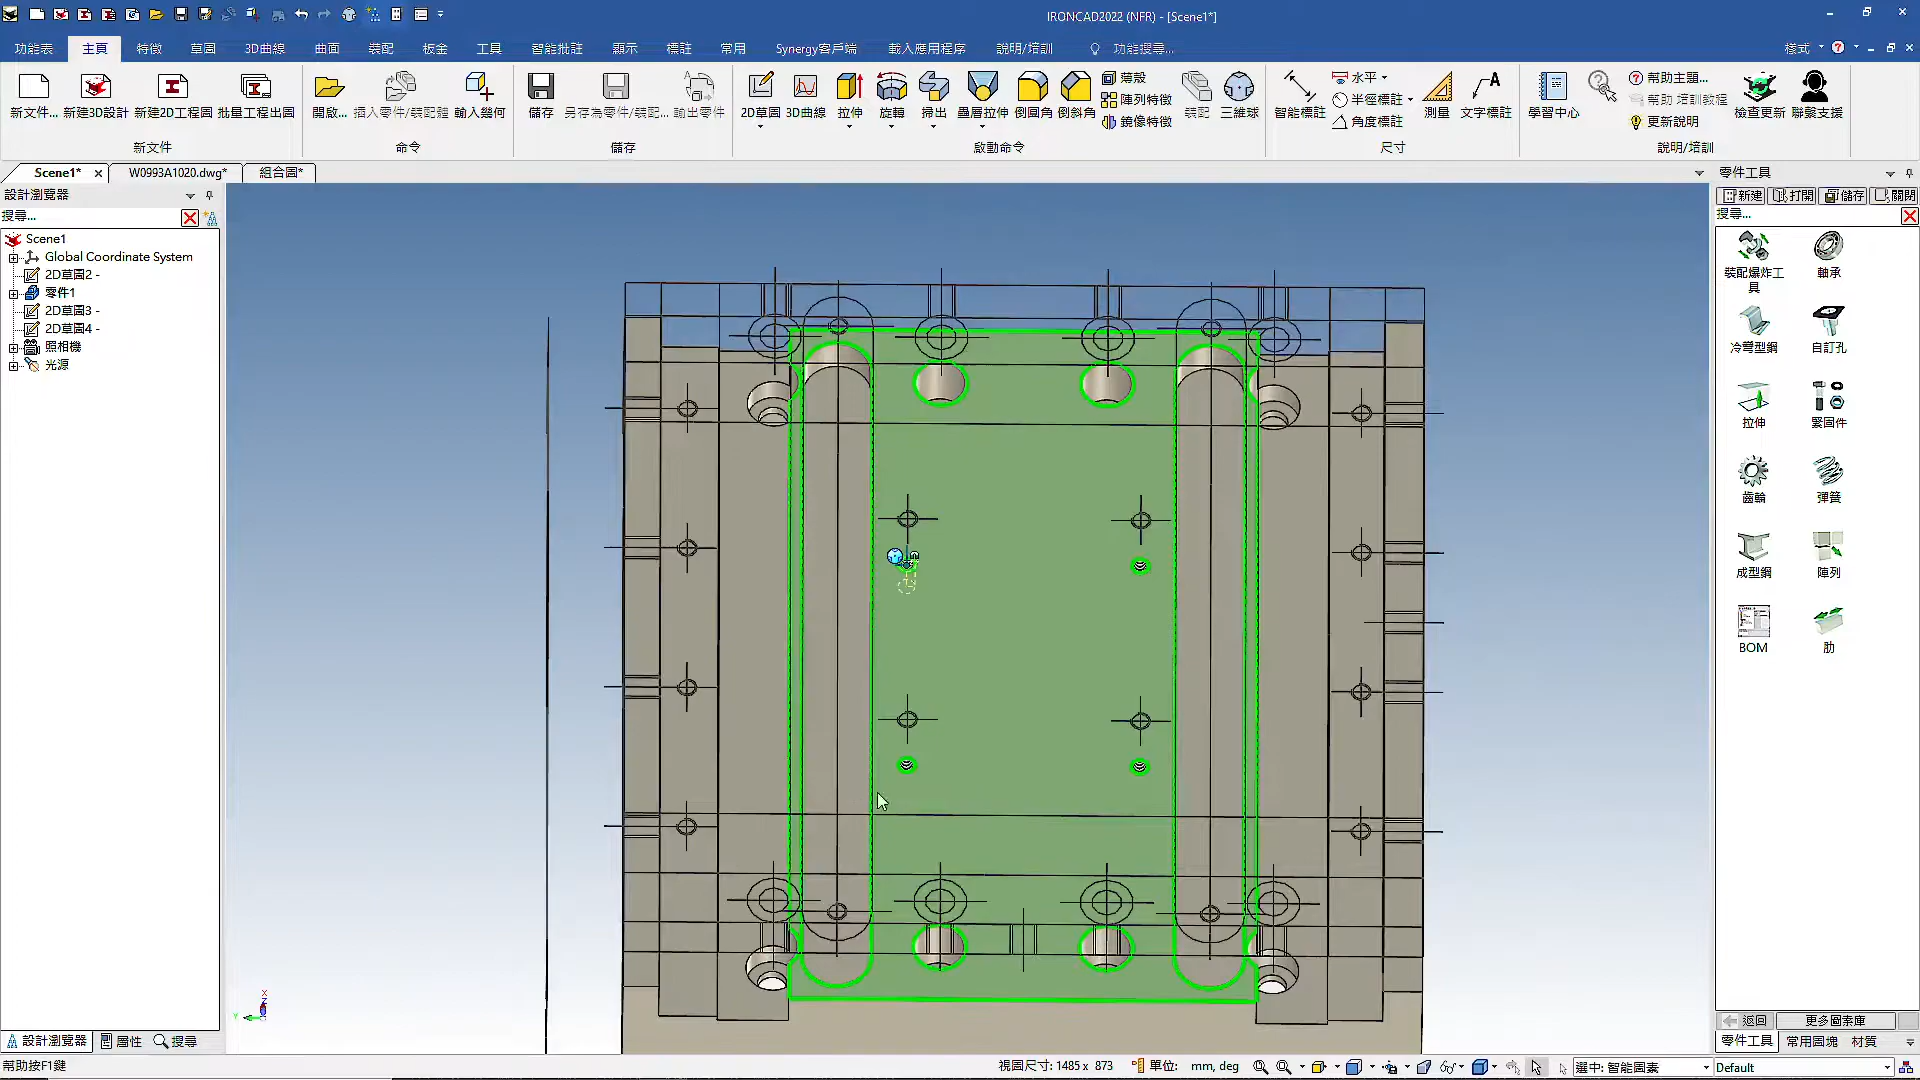 IRONCAD2022 (NFR) - [Scene1*]
功能表 主頁 特徵 草圖 3D曲線 曲面 裝配 板金 工具 智能批註 顯示 標註 常用 Synergy客戶端 載入應用程序 說明/培訓 功能搜尋... 樣式
新文件... 新建3D設計 新建2D工程圖 批量工程出圖
開啟... 插入零件/裝配體 輸入幾何
儲存 另存為零件/裝配... 輸出零件
2D草圖 3D曲線 拉伸 旋轉 掃出 疊層拉伸 倒圓角 倒斜角
薄殼
陣列特徵
鏡像特徵
裝配 三維球
智能標註
水平
半徑標註
角度標註
測量 文字標註
學習中心
幫助主題...
幫助 培訓教程
更新說明
檢查更新 聯繫支援
新文件 命令 儲存 啟動命令 尺寸 說明/培訓
Scene1* W0993A1020.dwg* 組合圖*
設計瀏覽器
搜尋...
Scene1
Global Coordinate System
2D草圖2 -
零件1
2D草圖3 -
2D草圖4 -
照相機
光源
設計瀏覽器 屬性 搜尋
X
Z
Y
零件工具
新建 打開 儲存 關閉
搜尋...
裝配爆炸工具 軸承
冷彎型鋼 自訂孔
拉伸 緊固件
齒輪 彈簧
成型鋼 陣列
BOM 肋
返回 更多圖素庫
零件工具 常用圖塊 材質
幫助按F1鍵 視圖尺寸: 1485 x 873 單位: mm, deg 選中: 智能圖素 Default